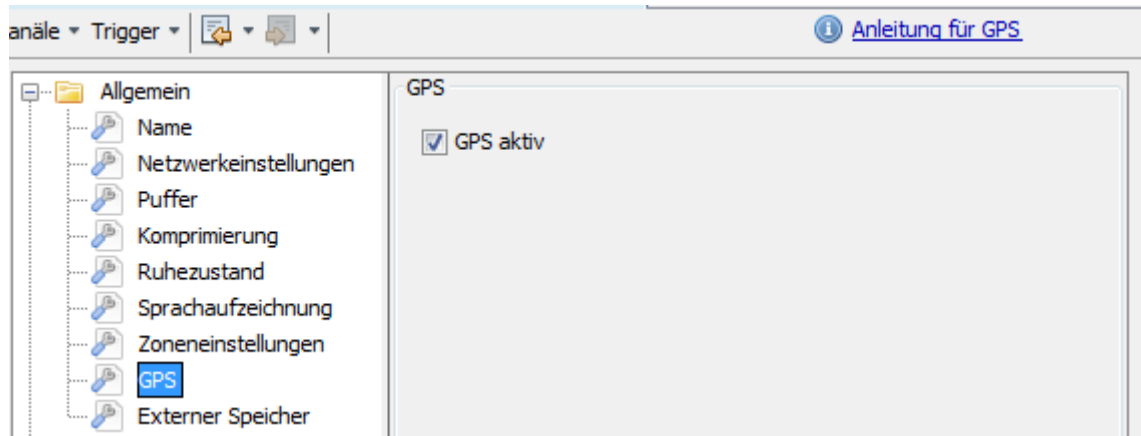 anäle Trigger Anleitung für GPS
Allgemein
Name
Netzwerkeinstellungen
Puffer
Komprimierung
Ruhezustand
Sprachaufzeichnung
Zoneneinstellungen
GPS
Externer Speicher
GPS
GPS aktiv